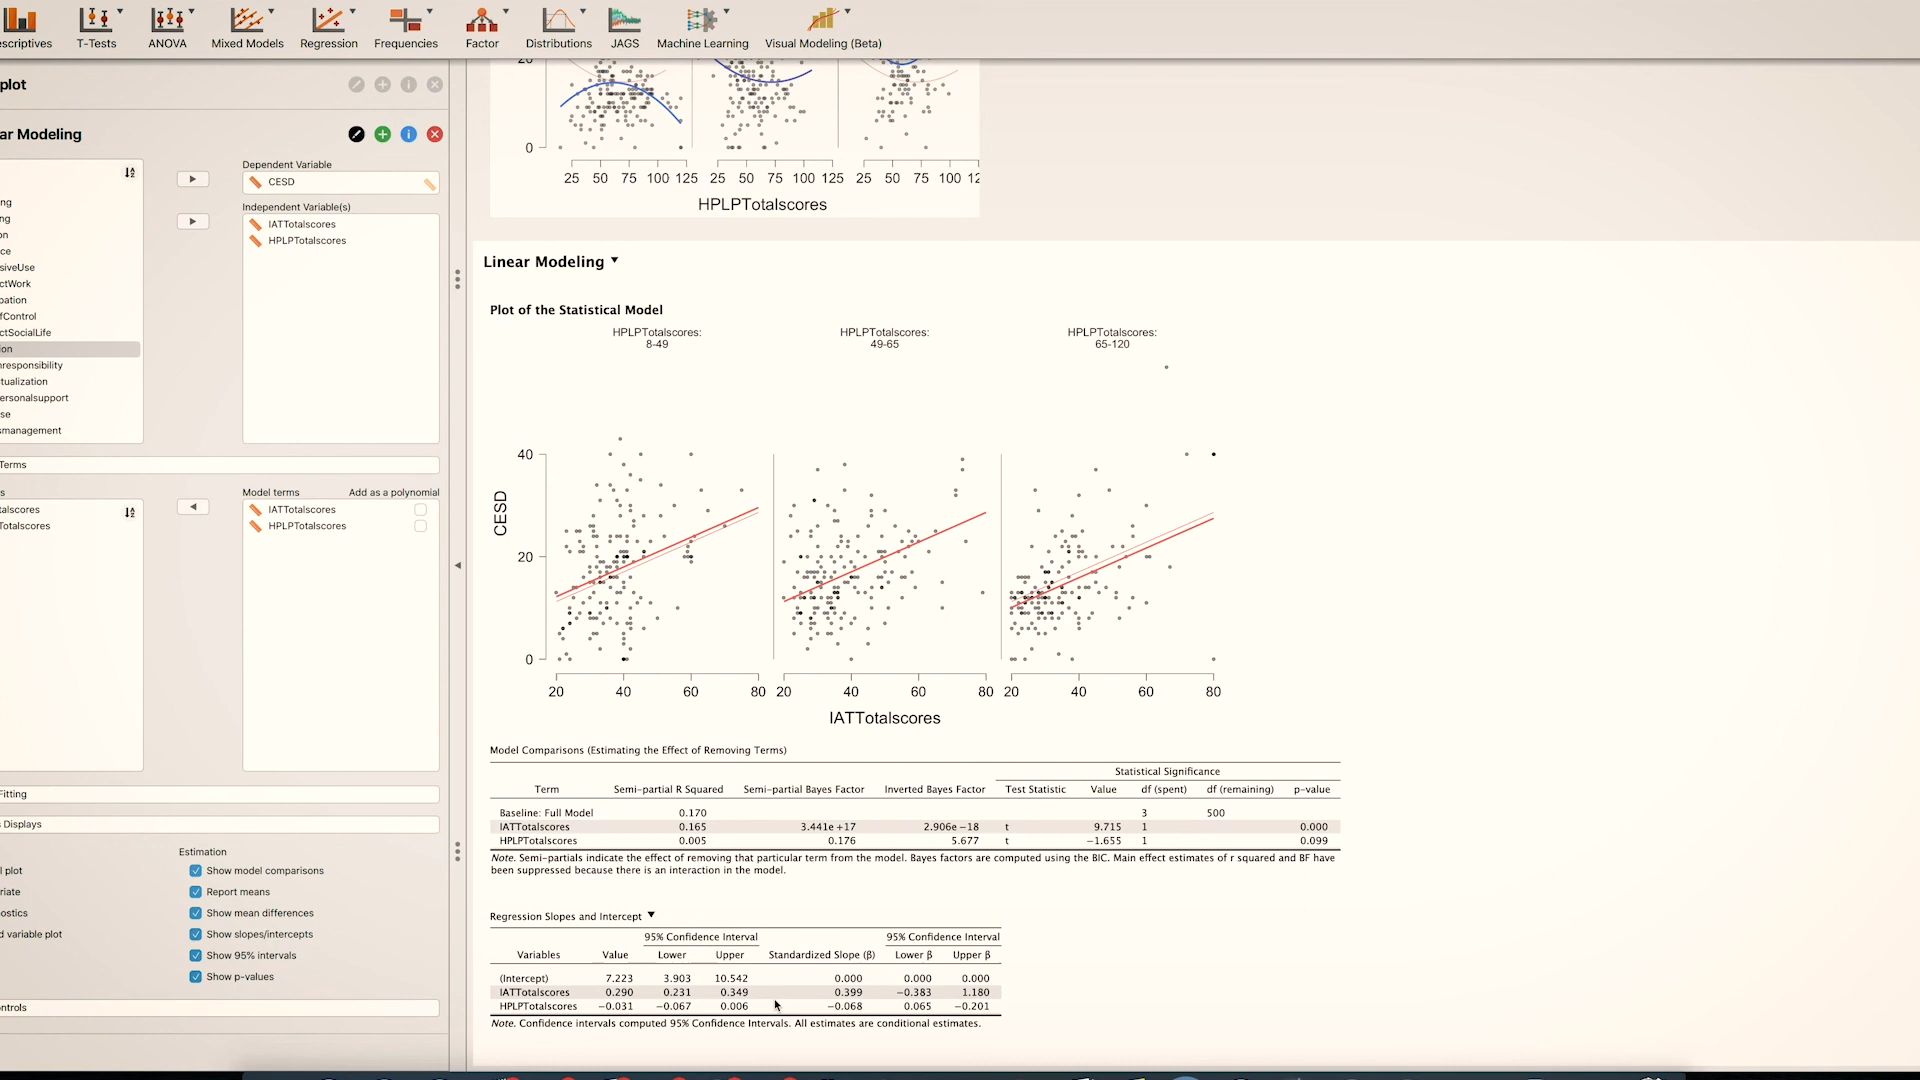 escriptives
T-Tests
ANOVA
Mixed Models
Regression
Frequencies
Factor
Distributions
JAGS
Machine Learning
Visual Modeling (Beta)
plot
ar Modeling
ng
ng
on
ce
siveUse
ctWork
pation
fControl
ctSocialLife
ion
nresponsibility
tualization
ersonalsupport
se
smanagement
Dependent Variable
CESD
Independent Variable(s)
IATTotalscores
HPLPTotalscores
Terms
s
alscores
Totalscores
Model terms Add as a polynomial
IATTotalscores
HPLPTotalscores
Fitting
s Displays
l plot
riate
ostics
d variable plot
Estimation
Show model comparisons
Report means
Show mean differences
Show slopes/intercepts
Show 95% intervals
Show p-values
ontrols
20
0
25 50 75 100 125 25 50 75 100 125 25 50 75 100 12
HPLPTotalscores
Linear Modeling
Plot of the Statistical Model
HPLPTotalscores:
8-49
HPLPTotalscores:
49-65
HPLPTotalscores:
65-120
CESD
40
20
0
20 40 60 80 20 40 60 80 20 40 60 80
IATTotalscores
Model Comparisons (Estimating the Effect of Removing Terms)
Statistical Significance
Term Semi-partial R Squared Semi-partial Bayes Factor Inverted Bayes Factor Test Statistic Value df (spent) df (remaining) p-value
Baseline: Full Model 0.170 3 500
IATTotalscores 0.165 3.441e +17 2.906e −18 t 9.715 1 0.000
HPLPTotalscores 0.005 0.176 5.677 t −1.655 1 0.099
Note. Semi-partials indicate the effect of removing that particular term from the model. Bayes factors are computed using the BIC. Main effect estimates of r squared and BF have
been suppressed because there is an interaction in the model.
Regression Slopes and Intercept
95% Confidence Interval 95% Confidence Interval
Variables Value Lower Upper Standardized Slope (β) Lower β Upper β
(Intercept) 7.223 3.903 10.542 0.000 0.000 0.000
IATTotalscores 0.290 0.231 0.349 0.399 −0.383 1.180
HPLPTotalscores −0.031 −0.067 0.006 −0.068 0.065 −0.201
Note. Confidence intervals computed 95% Confidence Intervals. All estimates are conditional estimates.